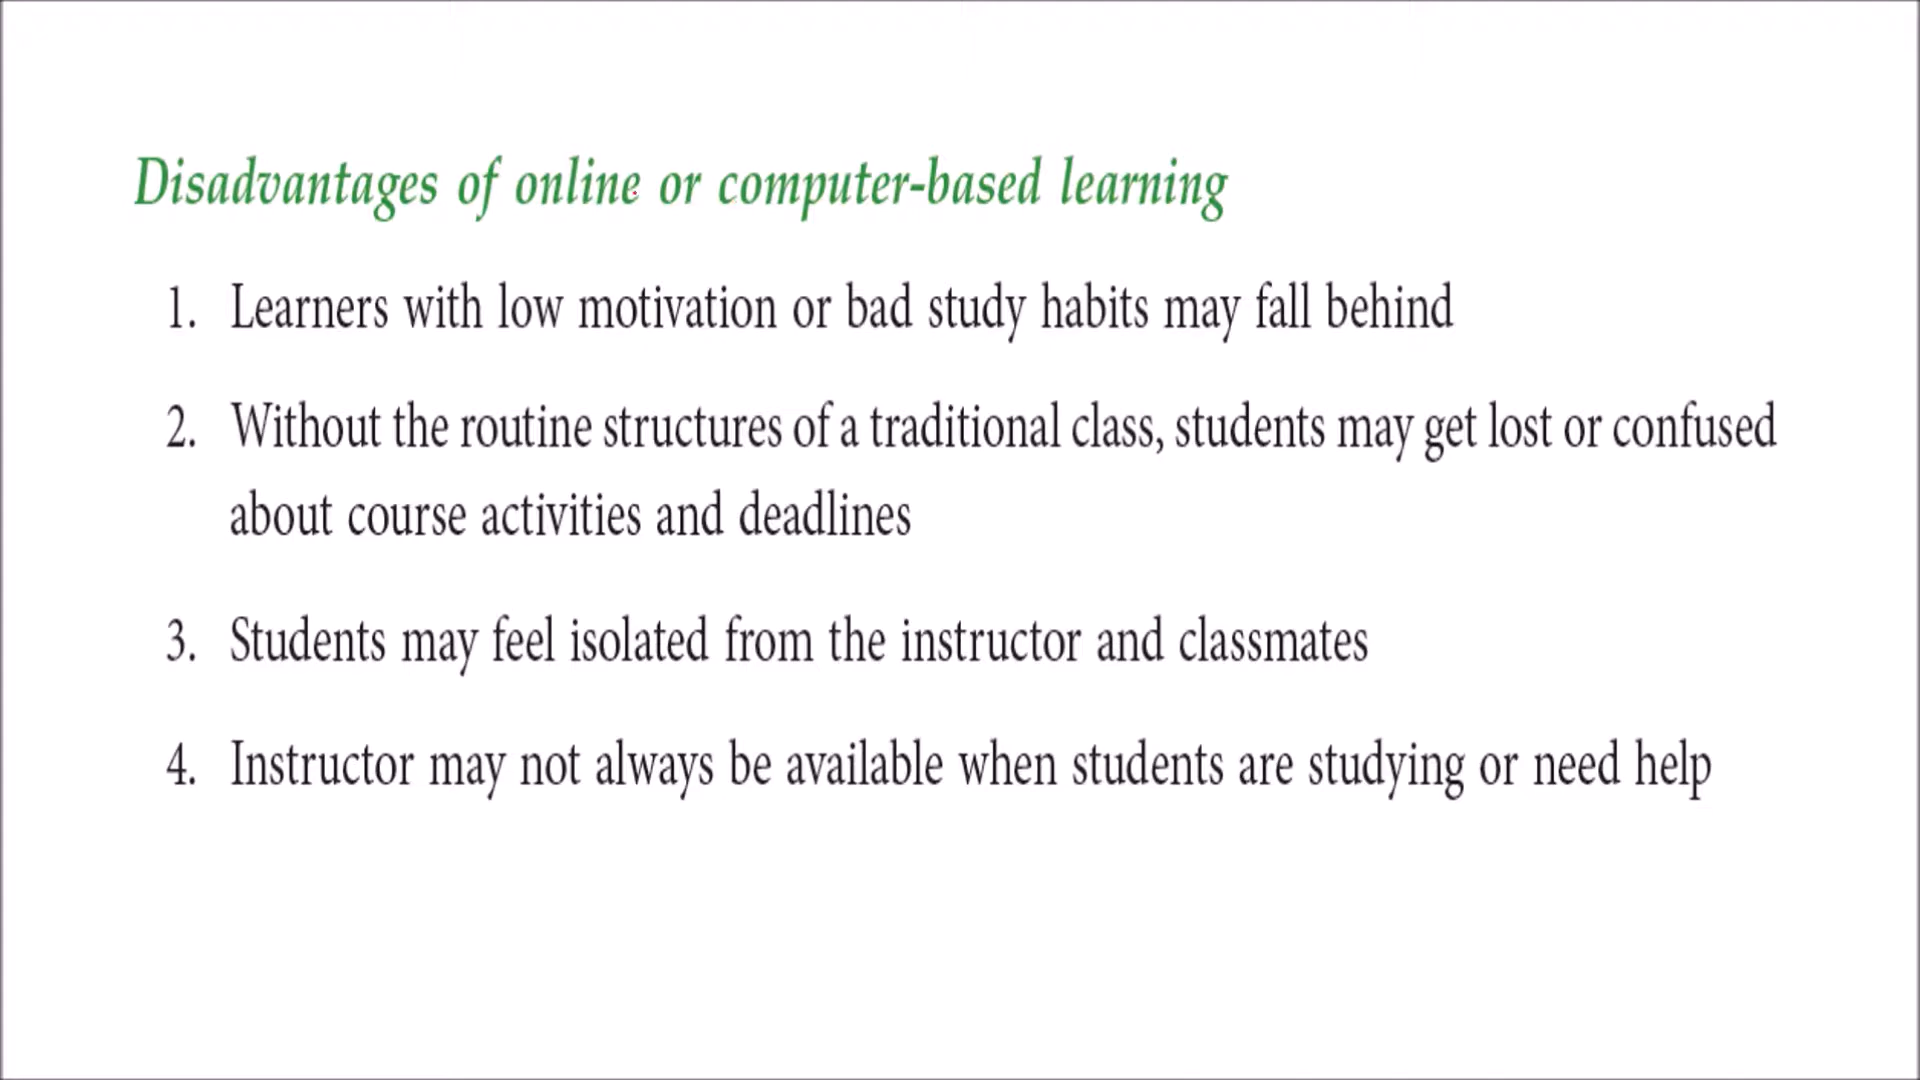 Disadvantages of online or computer-based learning
1. Learners with low motivation or bad study habits may fall behind
2. Without the routine structures of a traditional class, students may get lost or confused
about course activities and deadlines
3. Students may feel isolated from the instructor and classmates
4. Instructor may not always be available when students are studying or need help